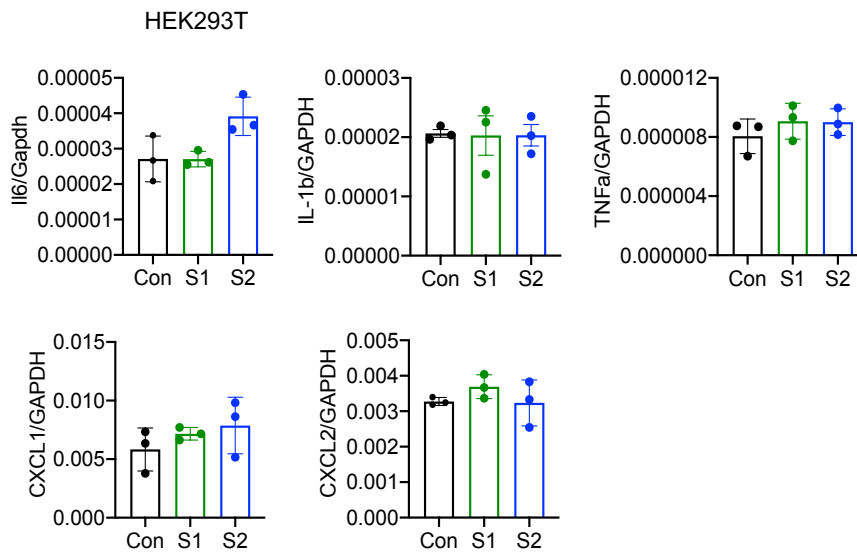 HEK293T
Il6/Gapdh
0.00005
0.00004
0.00003
0.00002
0.00001
0.00000
Con S1 S2
IL-1b/GAPDH
0.00003
0.00002
0.00001
0.00000
Con S1 S2
TNFa/GAPDH
0.000012
0.000008
0.000004
0.000000
Con S1 S2
CXCL1/GAPDH
0.015
0.010
0.005
0.000
Con S1 S2
CXCL2/GAPDH
0.005
0.004
0.003
0.002
0.001
0.000
Con S1 S2